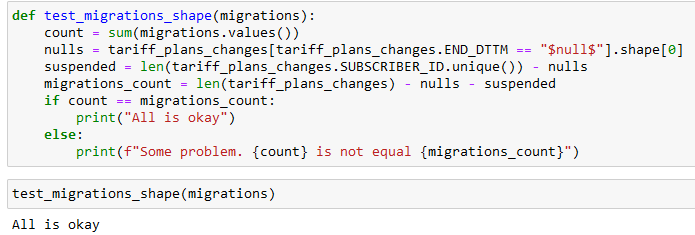 def test_migrations_shape(migrations):
    count = sum(migrations.values())
    nulls = tariff_plans_changes[tariff_plans_changes.END_DTTM == "$null$"].shape[0]
    suspended = len(tariff_plans_changes.SUBSCRIBER_ID.unique()) - nulls
    migrations_count = len(tariff_plans_changes) - nulls - suspended
    if count == migrations_count:
        print("All is okay")
    else:
        print(f"Some problem. {count} is not equal {migrations_count}")
test_migrations_shape(migrations)
All is okay